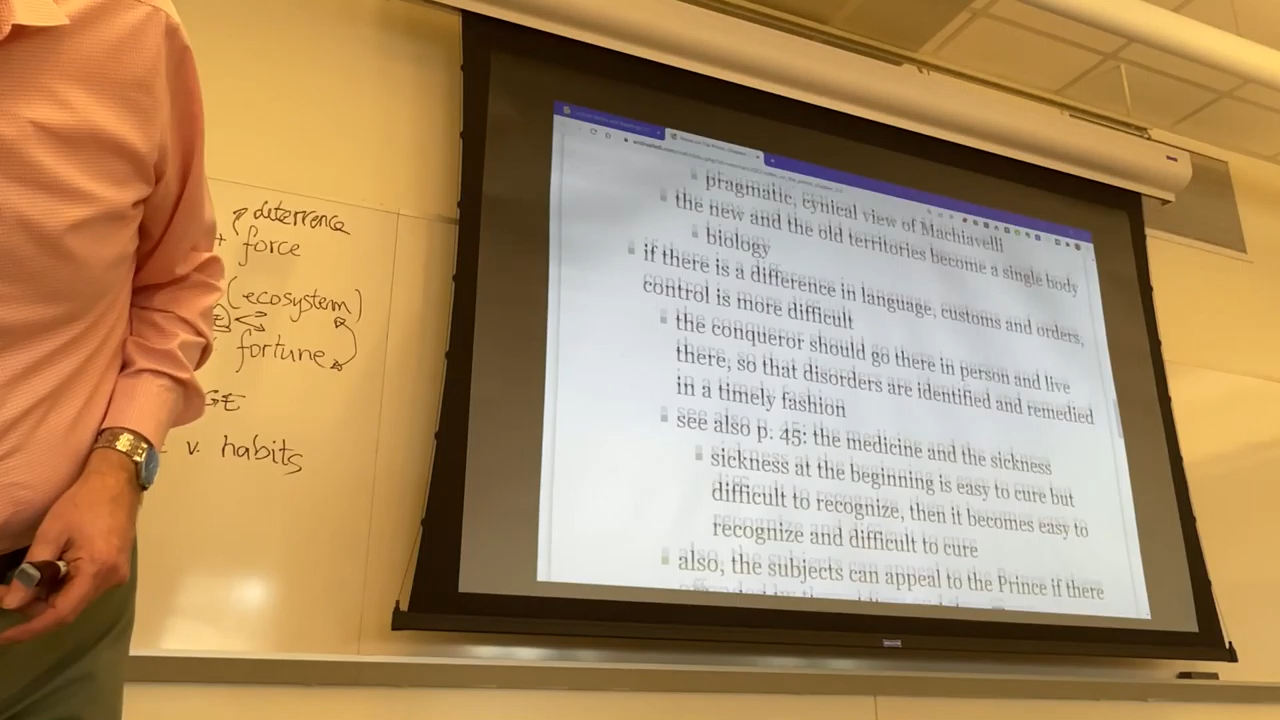 deterrence
+ force
(ecosystem)
fortune
GE
v. habits
pragmatic, cynical view of Machiavelli
the new and the old territories become a single body
biology
if there is a difference in language, customs and orders,
control is more difficult
the conqueror should go there in person and live
there, so that disorders are identified and remedied
in a timely fashion
see also p. 45: the medicine and the sickness
sickness at the beginning is easy to cure but
difficult to recognize, then it becomes easy to
recognize and difficult to cure
also, the subjects can appeal to the Prince if there